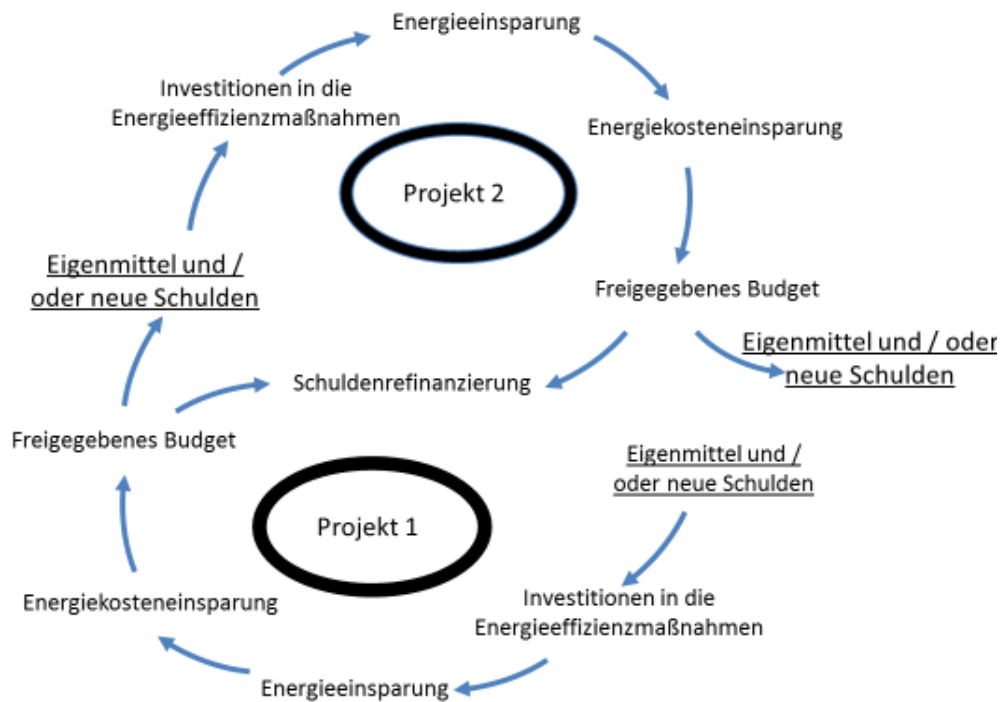 Energieeinsparung
Investitionen in die
Energieeffizienzmaßnahmen
Energiekosteneinsparung
Projekt 2
Eigenmittel und /
oder neue Schulden
Freigegebenes Budget
Eigenmittel und / oder
neue Schulden
Schuldenrefinanzierung
Freigegebenes Budget
Eigenmittel und /
oder neue Schulden
Projekt 1
Energiekosteneinsparung
Investitionen in die
Energieeffizienzmaßnahmen
Energieeinsparung